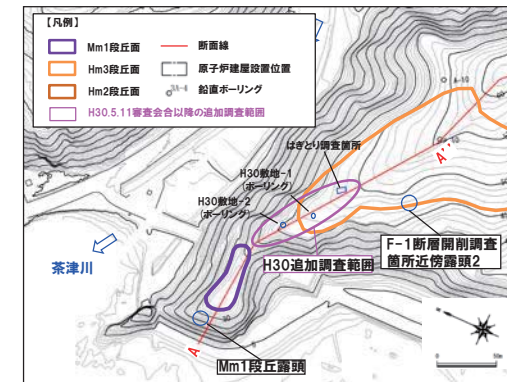 【凡例】
Mm1段丘面
断面線
Hm3段丘面
原子炉建屋設置位置
Hm2段丘面
鉛直ボーリング
H30.5.11審査会合以降の追加調査範囲
A-10
はぎとり調査箇所
A''
H30敷地-1
(ボーリング)
H30敷地-2
(ボーリング)
F-1断層開削調査
箇所近傍露頭2
H30追加調査範囲
茶津川
A
Mm1段丘露頭
0
50m